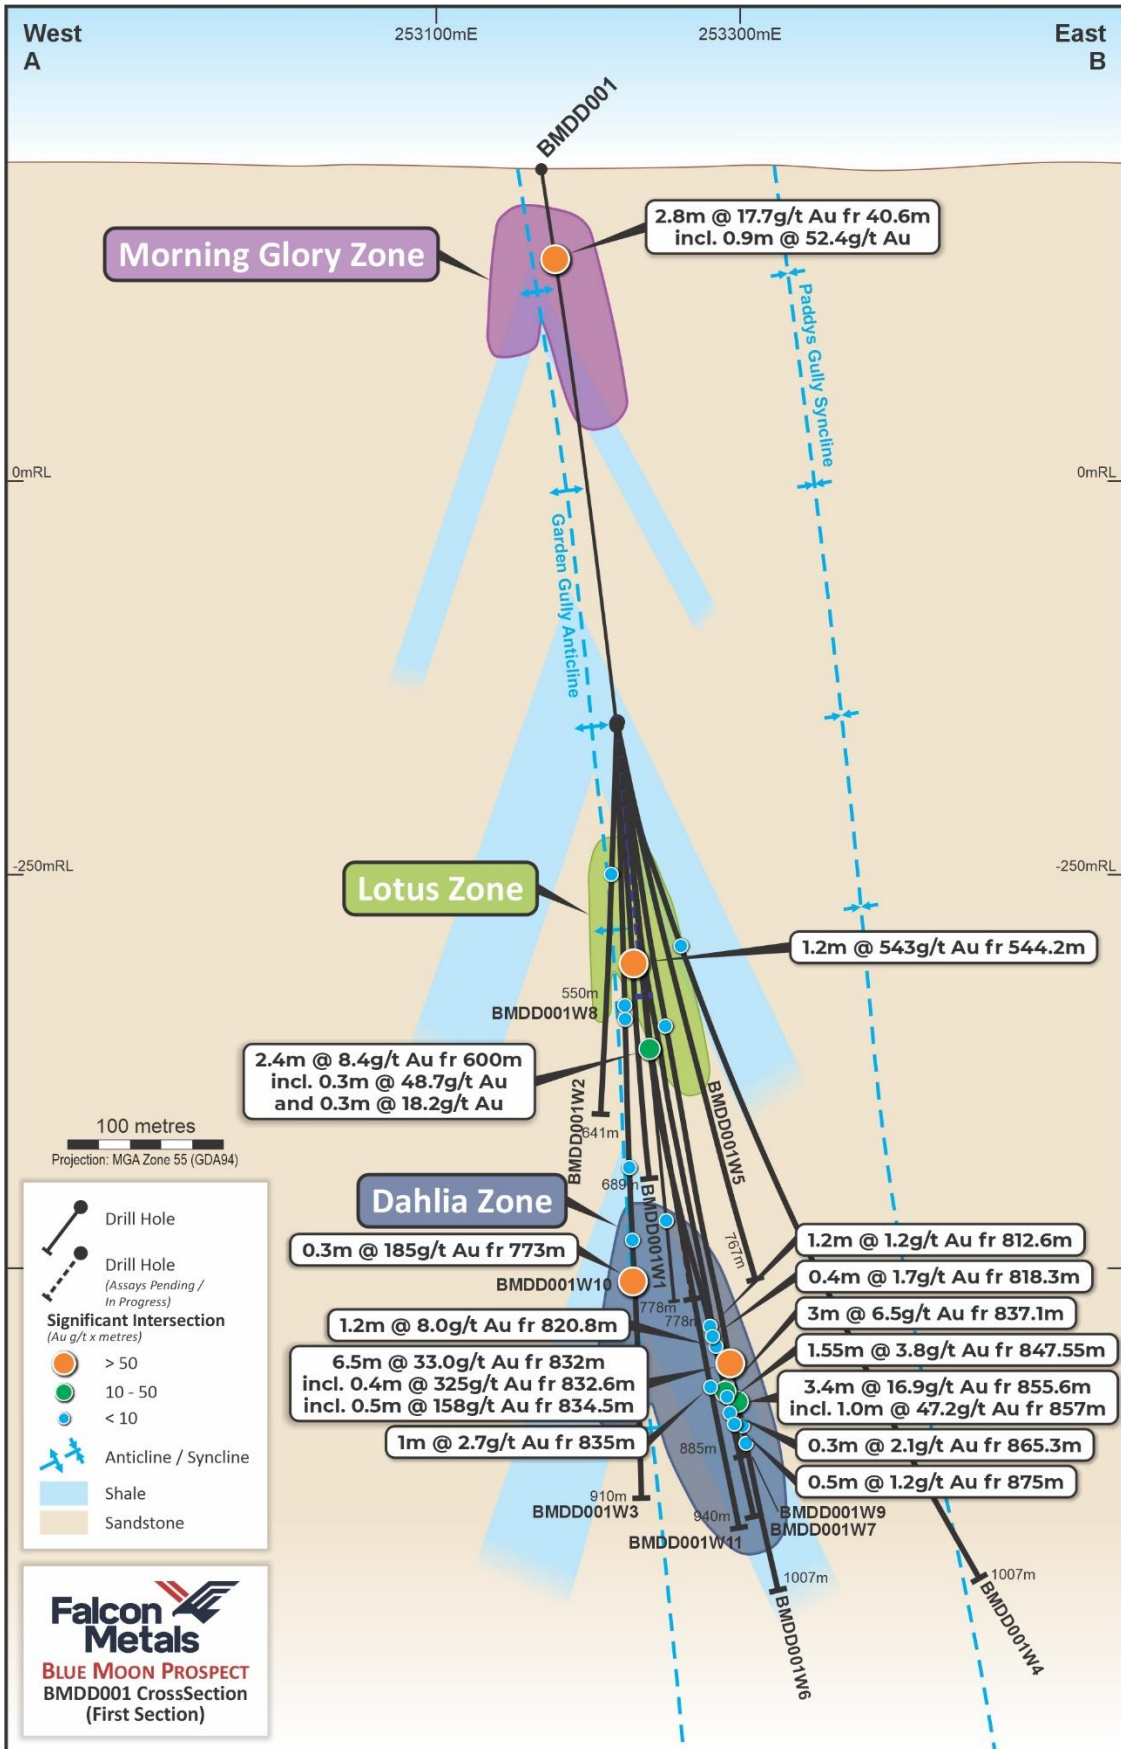 West
A
253100mE
253300mE
East
B
BMDD001
2.8m @ 17.7g/t Au fr 40.6m
incl. 0.9m @ 52.4g/t Au
Morning Glory Zone
Paddys Gully Syncline
0mRL
0mRL
Garden Gully Anticline
-250mRL
-250mRL
Lotus Zone
1.2m @ 543g/t Au fr 544.2m
550m
BMDD001W8
2.4m @ 8.4g/t Au fr 600m
incl. 0.3m @ 48.7g/t Au
and 0.3m @ 18.2g/t Au
BMDD001W2
641m
BMDD001W5
100 metres
Projection: MGA Zone 55 (GDA94)
689m
BMDD001W1
Dahlia Zone
767m
0.3m @ 185g/t Au fr 773m
BMDD001W10
778m
778m
1.2m @ 1.2g/t Au fr 812.6m
0.4m @ 1.7g/t Au fr 818.3m
1.2m @ 8.0g/t Au fr 820.8m
3m @ 6.5g/t Au fr 837.1m
1.55m @ 3.8g/t Au fr 847.55m
6.5m @ 33.0g/t Au fr 832m
incl. 0.4m @ 325g/t Au fr 832.6m
incl. 0.5m @ 158g/t Au fr 834.5m
3.4m @ 16.9g/t Au fr 855.6m
incl. 1.0m @ 47.2g/t Au fr 857m
1m @ 2.7g/t Au fr 835m
0.3m @ 2.1g/t Au fr 865.3m
0.5m @ 1.2g/t Au fr 875m
885m
910m
BMDD001W3
940m
BMDD001W11
BMDD001W9
BMDD001W7
1007m
BMDD001W6
1007m
BMDD001W4
Drill Hole
Drill Hole
(Assays Pending /
In Progress)
Significant Intersection
(Au g/t x metres)
> 50
10 - 50
< 10
Anticline / Syncline
Shale
Sandstone
Falcon
Metals
BLUE MOON PROSPECT
BMDD001 CrossSection
(First Section)